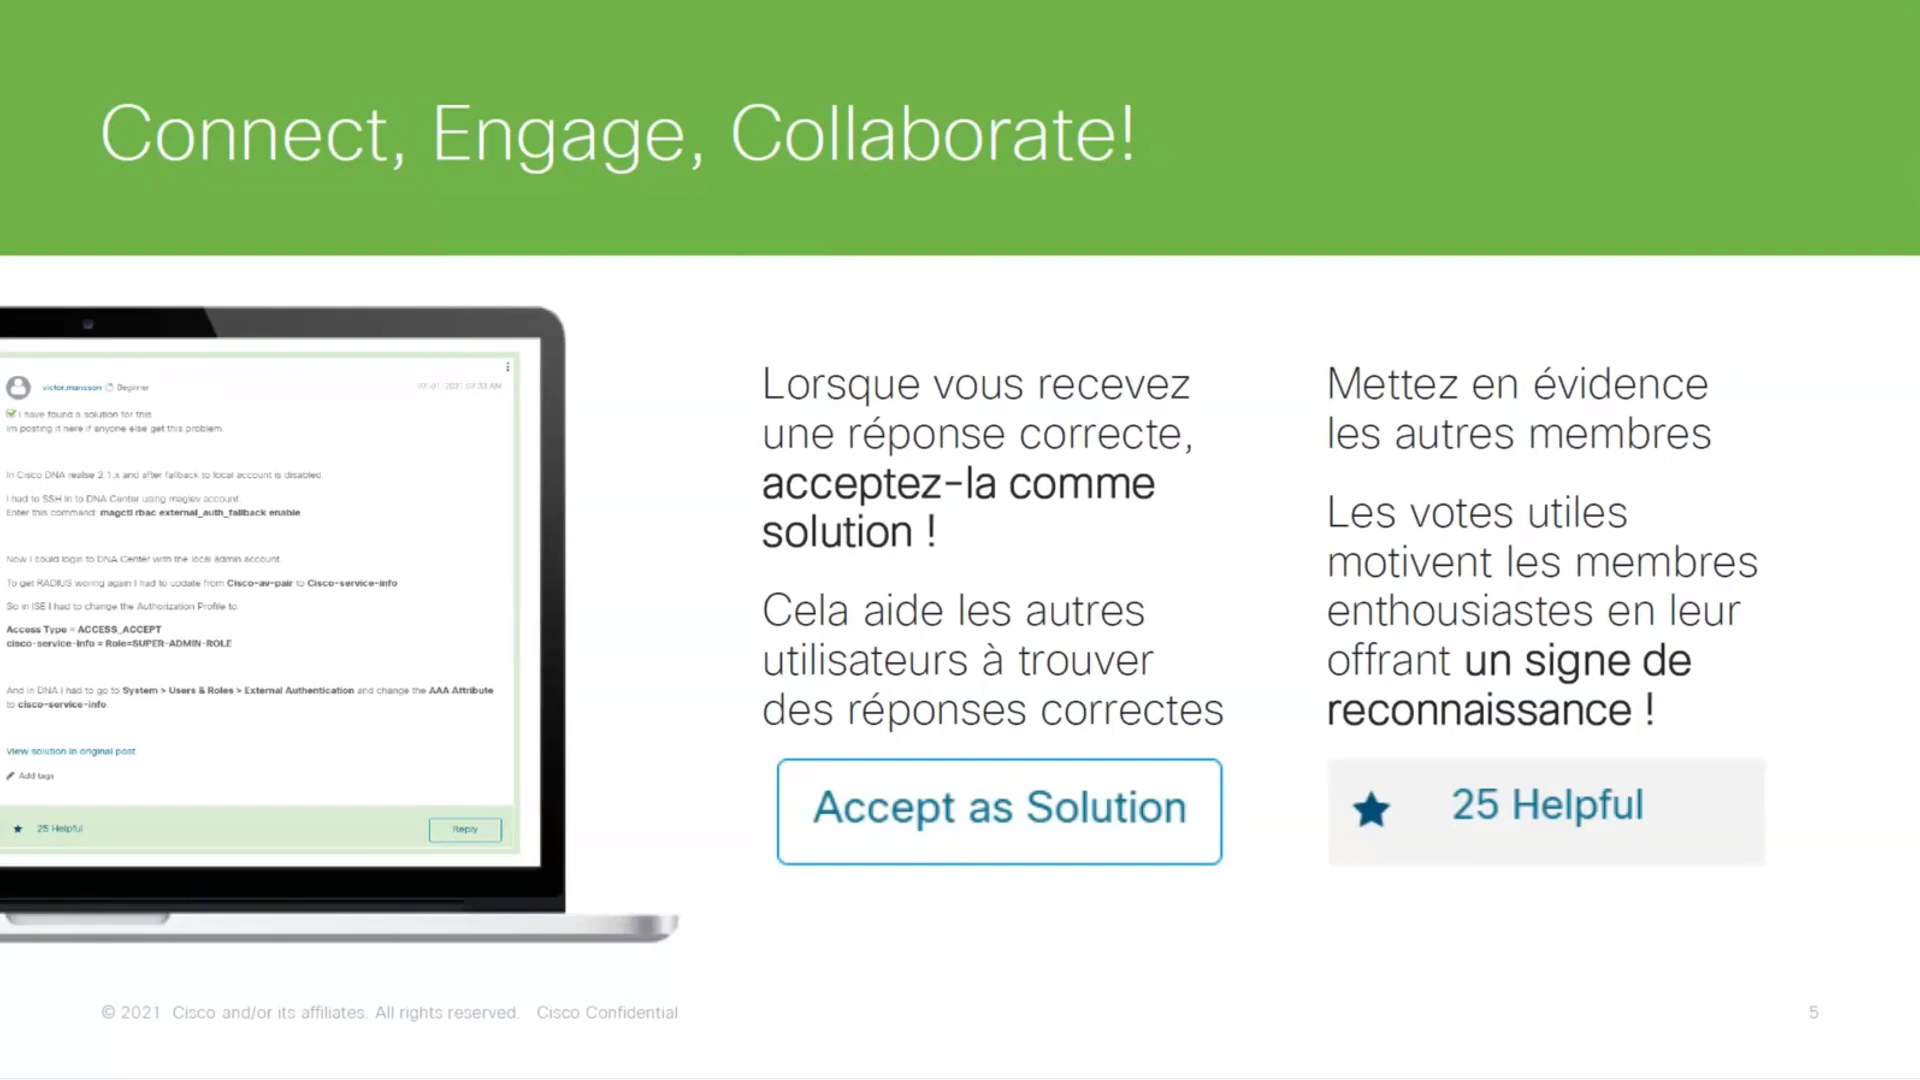 Connect, Engage, Collaborate!
victor.mansson Beginner
07-01-2021 07:33 AM
I have found a solution for this.
Im posting it here if anyone else get this problem.
In Cisco DNA realse 2.1.x and after fallback to local account is disabled.
I had to SSH in to DNA Center using maglev account.
Enter this command: magctl rbac external_auth_fallback enable
Now I could login to DNA Center with the local admin account.
To get RADIUS woring again I had to update from Cisco-av-pair to Cisco-service-info
So in ISE I had to change the Authorization Profile to:
Access Type = ACCESS_ACCEPT
cisco-service-info = Role=SUPER-ADMIN-ROLE
And in DNA I had to go to System > Users & Roles > External Authentication and change the AAA Attribute
to cisco-service-info.
View solution in original post
Add tags
25 Helpful
Reply
Lorsque vous recevez
une réponse correcte,
acceptez-la comme
solution !
Cela aide les autres
utilisateurs à trouver
des réponses correctes
Accept as Solution
Mettez en évidence
les autres membres
Les votes utiles
motivent les membres
enthousiastes en leur
offrant un signe de
reconnaissance !
25 Helpful
© 2021 Cisco and/or its affiliates. All rights reserved. Cisco Confidential
5